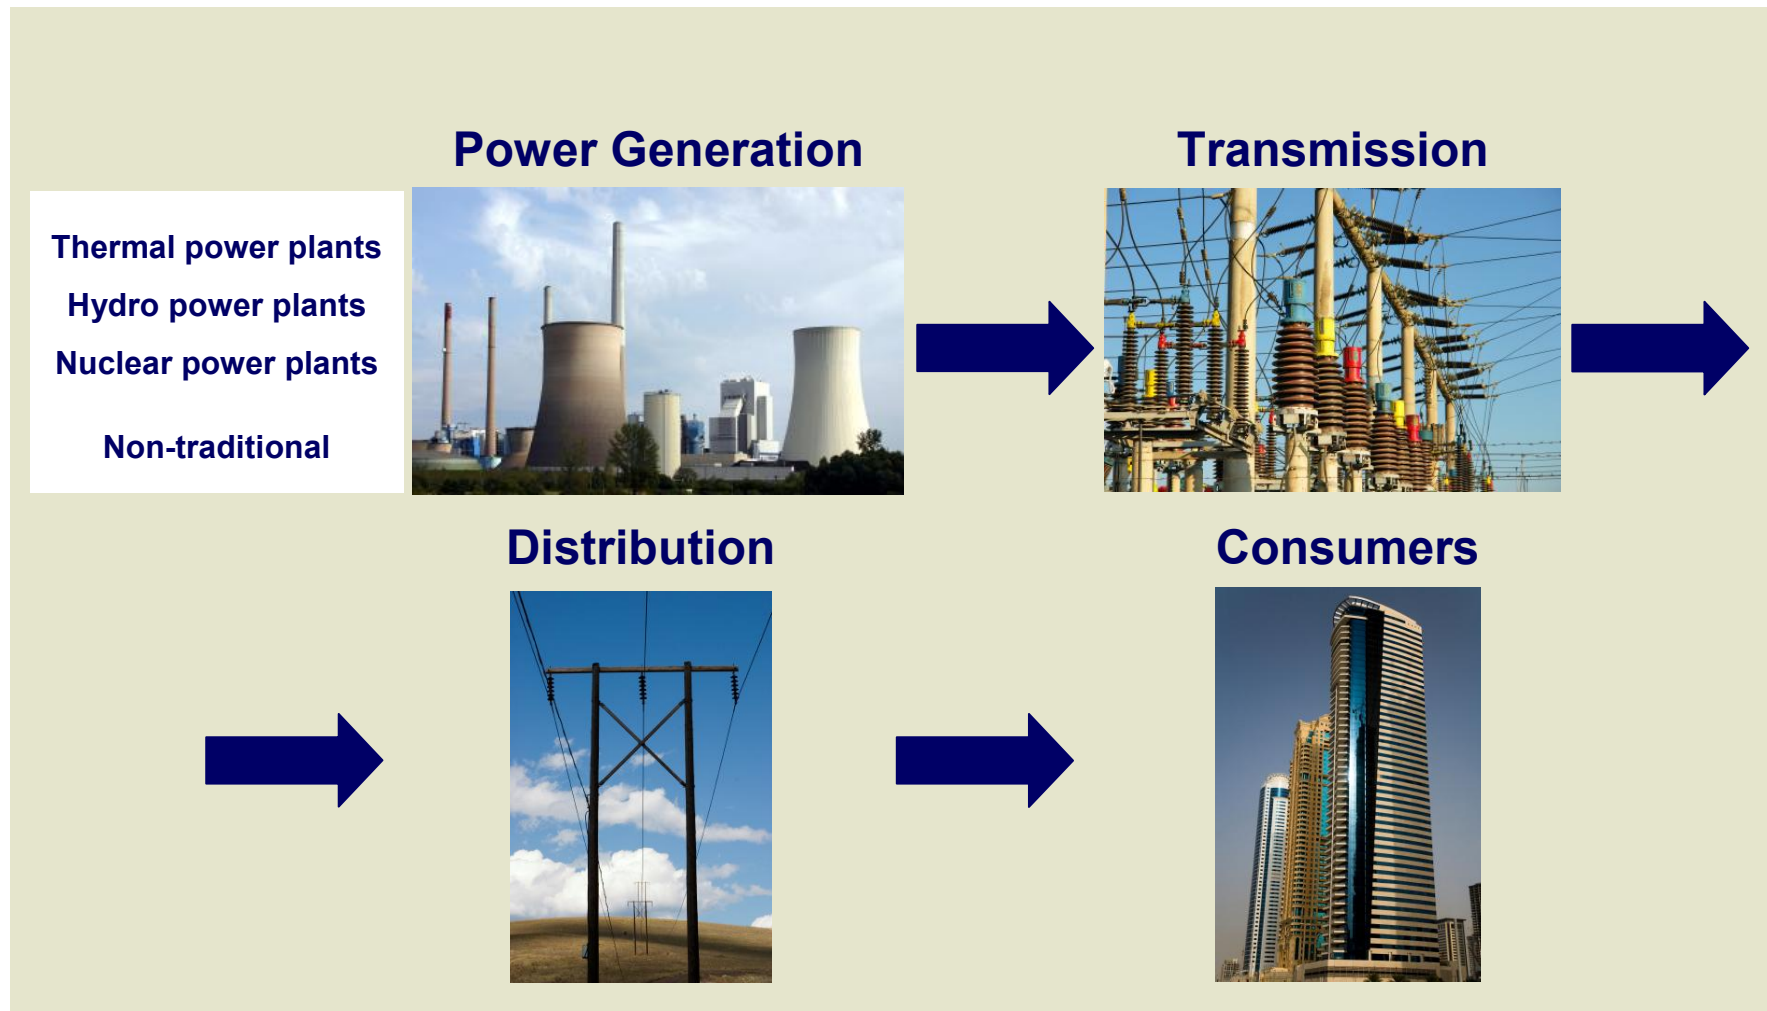 Power Generation
Transmission
Thermal power plants
Hydro power plants
Nuclear power plants
Non-traditional
Distribution
Consumers